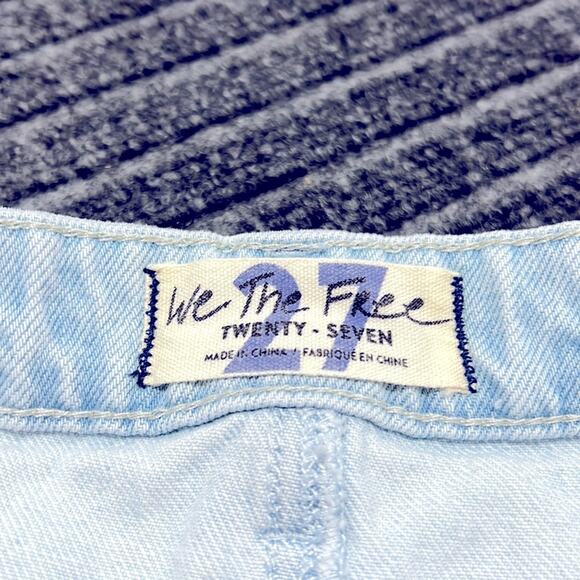 27
We The Free
TWENTY - SEVEN
MADE IN CHINA / FABRIQUÉ EN CHINE